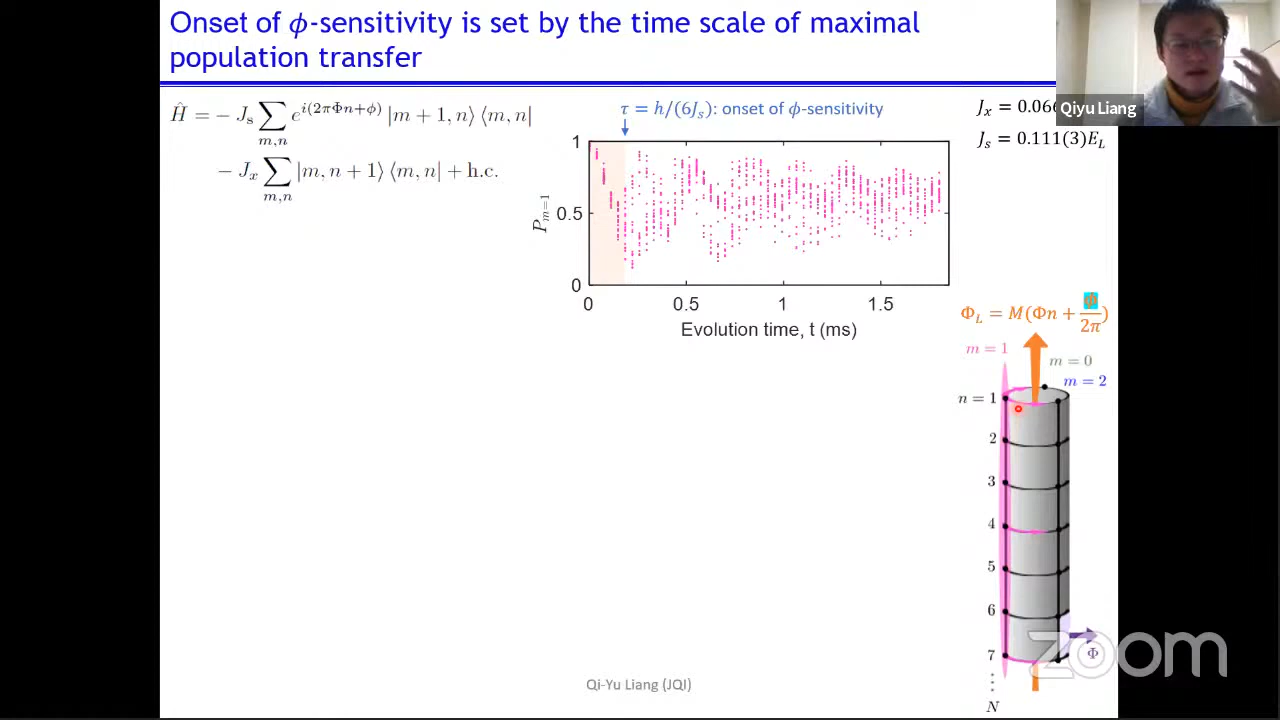 Onset of ϕ-sensitivity is set by the time scale of maximal
population transfer
Ĥ = − J_s ∑_{m,n} e^{i(2πΦn+ϕ)} |m + 1, n⟩ ⟨m, n|
− J_x ∑_{m,n} |m, n + 1⟩ ⟨m, n| + h.c.
τ = h/(6J_s): onset of ϕ-sensitivity
J_x = 0.06
J_s = 0.111(3)E_L
Qiyu Liang
1
0.5
0
P_{m=1}
0 0.5 1 1.5
Evolution time, t (ms)
Φ_L = M(Φn + ϕ/2π)
m = 1
m = 0
m = 2
n = 1
2
3
4
5
6
7
⋮
N
Φ
zoom
Qi-Yu Liang (JQI)